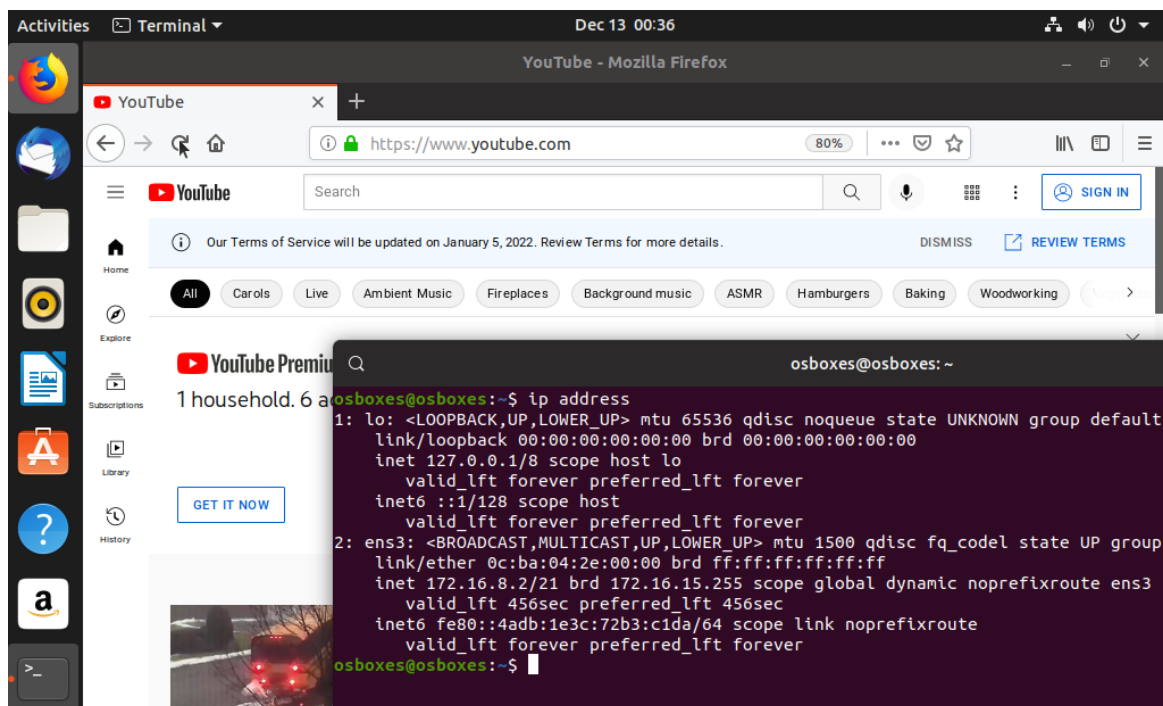 Activities Terminal Dec 13 00:36
YouTube - Mozilla Firefox
YouTube
https://www.youtube.com 80%
YouTube Search SIGN IN
Our Terms of Service will be updated on January 5, 2022. Review Terms for more details. DISMISS REVIEW TERMS
Home
All Carols Live Ambient Music Fireplaces Background music ASMR Hamburgers Baking Woodworking
Explore
Subscriptions
Library
History
YouTube Premiu
1 household. 6 a
GET IT NOW
osboxes@osboxes: ~
osboxes@osboxes:~$ ip address
1: lo: <LOOPBACK,UP,LOWER_UP> mtu 65536 qdisc noqueue state UNKNOWN group default
link/loopback 00:00:00:00:00:00 brd 00:00:00:00:00:00
inet 127.0.0.1/8 scope host lo
valid_lft forever preferred_lft forever
inet6 ::1/128 scope host
valid_lft forever preferred_lft forever
2: ens3: <BROADCAST,MULTICAST,UP,LOWER_UP> mtu 1500 qdisc fq_codel state UP group
link/ether 0c:ba:04:2e:00:00 brd ff:ff:ff:ff:ff:ff
inet 172.16.8.2/21 brd 172.16.15.255 scope global dynamic noprefixroute ens3
valid_lft 456sec preferred_lft 456sec
inet6 fe80::4adb:1e3c:72b3:c1da/64 scope link noprefixroute
valid_lft forever preferred_lft forever
osboxes@osboxes:~$